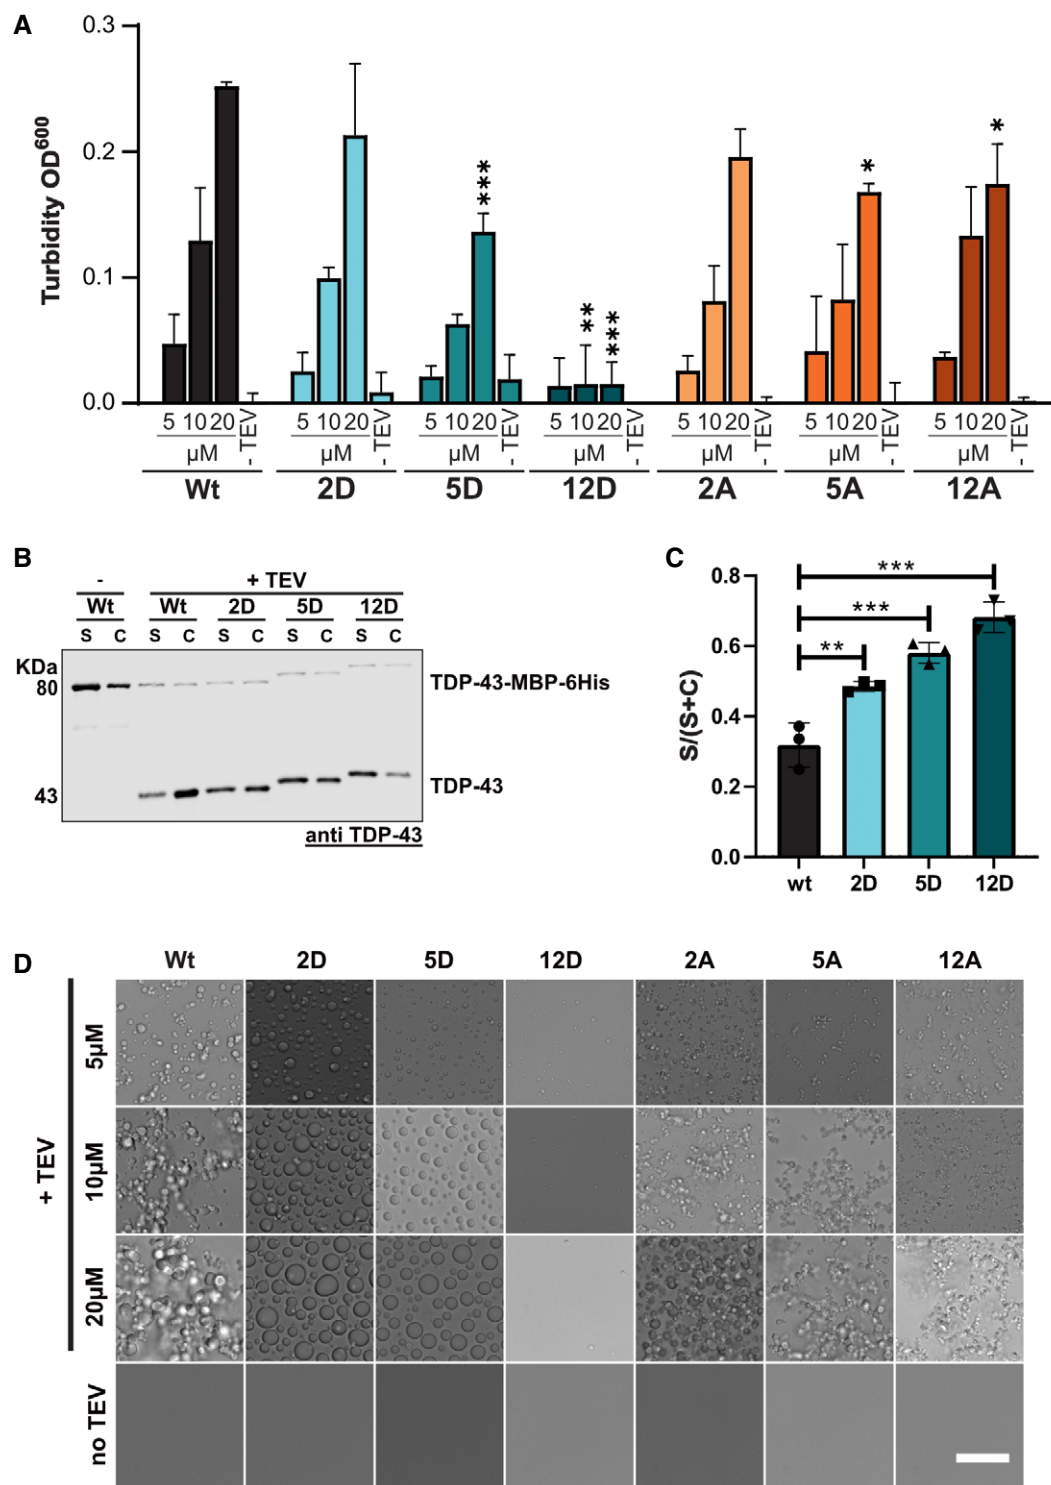 A
0.3
0.2
0.1
0.0
Turbidity OD600
***
**
***
*
*
5 10 20 - TEV 5 10 20 - TEV 5 10 20 - TEV 5 10 20 - TEV 5 10 20 - TEV 5 10 20 - TEV 5 10 20 - TEV
µM µM µM µM µM µM µM
Wt 2D 5D 12D 2A 5A 12A
B
- + TEV
Wt Wt 2D 5D 12D
S C S C S C S C S C
KDa
80
43
TDP-43-MBP-6His
TDP-43
anti TDP-43
C
0.8
0.6
0.4
0.2
0.0
S/(S+C)
***
***
**
wt 2D 5D 12D
D
Wt 2D 5D 12D 2A 5A 12A
+ TEV
5µM
10µM
20µM
no TEV